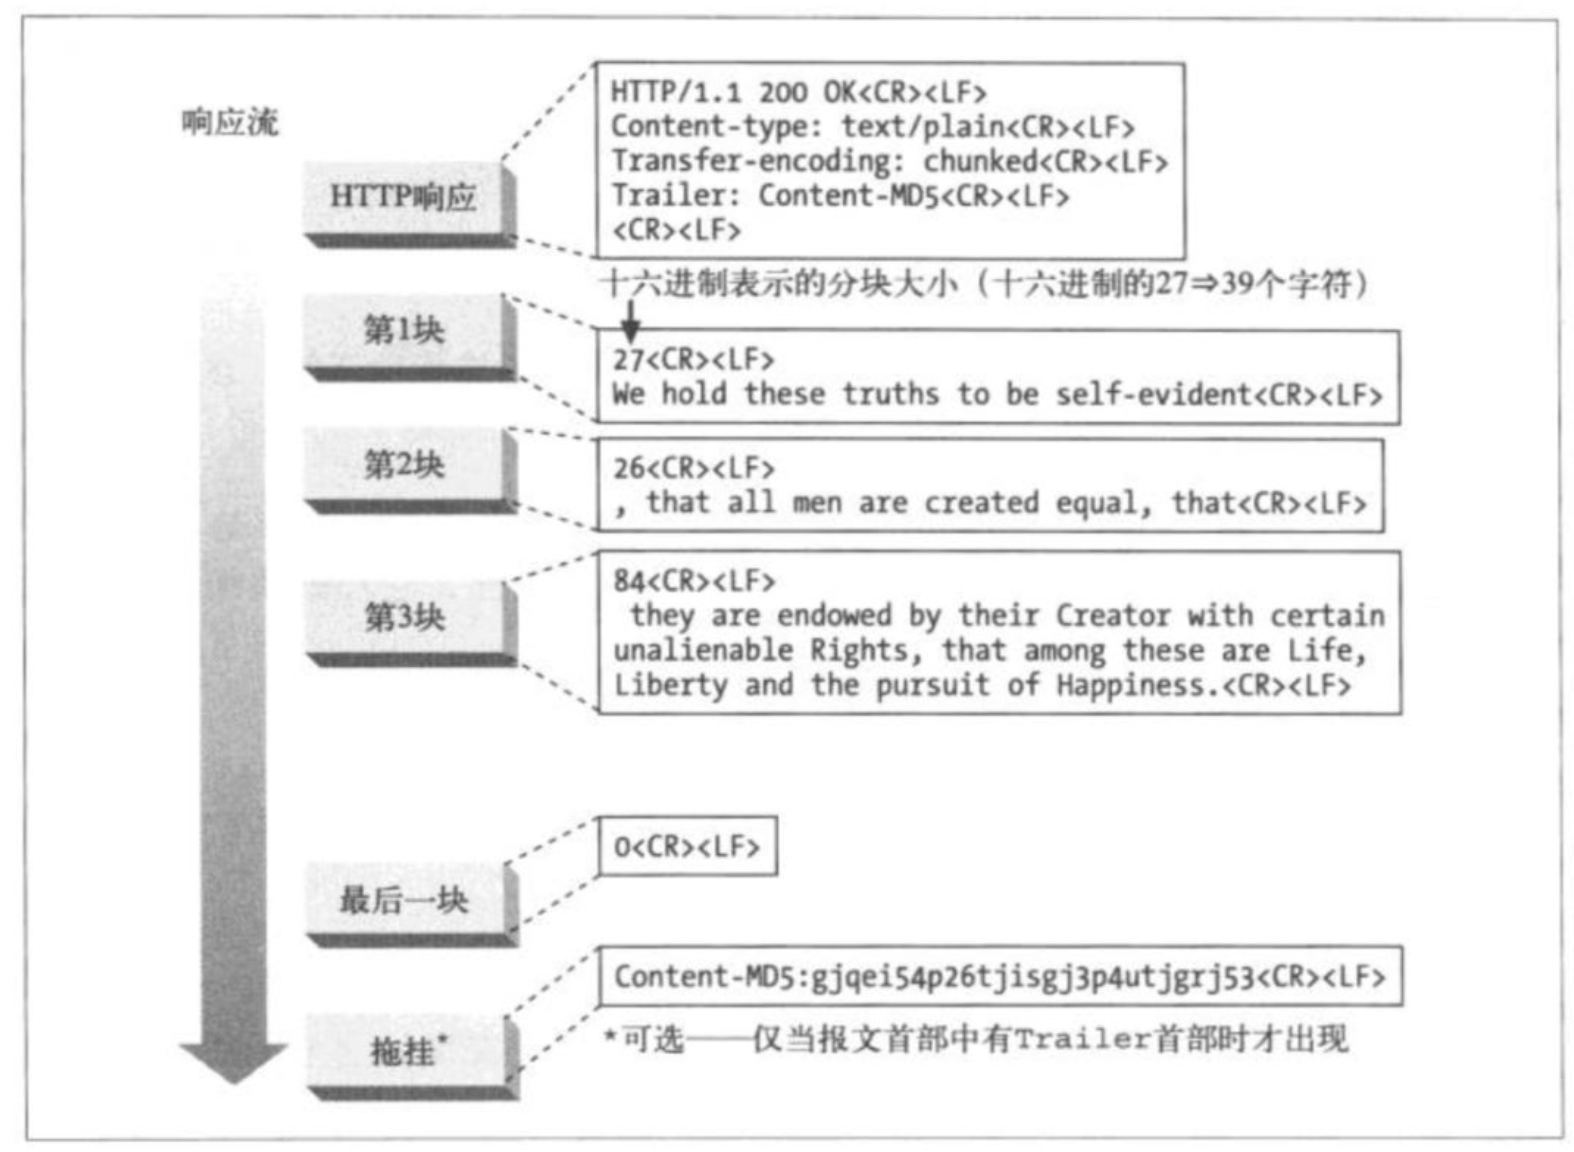 响应流
HTTP响应
HTTP/1.1 200 OK<CR><LF>
Content-type: text/plain<CR><LF>
Transfer-encoding: chunked<CR><LF>
Trailer: Content-MD5<CR><LF>
<CR><LF>
十六进制表示的分块大小（十六进制的27⇒39个字符）
第1块
27<CR><LF>
We hold these truths to be self-evident<CR><LF>
第2块
26<CR><LF>
, that all men are created equal, that<CR><LF>
第3块
84<CR><LF>
they are endowed by their Creator with certain
unalienable Rights, that among these are Life,
Liberty and the pursuit of Happiness.<CR><LF>
最后一块
0<CR><LF>
拖挂*
Content-MD5:gjqei54p26tjisgj3p4utjgrj53<CR><LF>
*可选——仅当报文首部中有Trailer首部时才出现